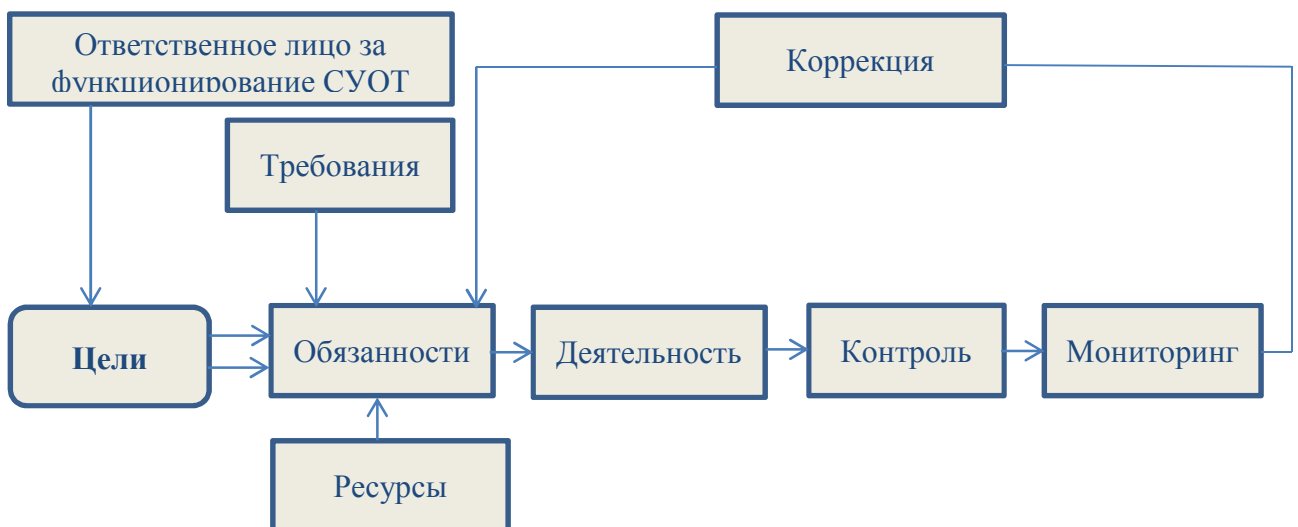 Ответственное лицо за
функционирование СУОТ
Коррекция
Требования
Цели
Обязанности
Деятельность
Контроль
Мониторинг
Ресурсы